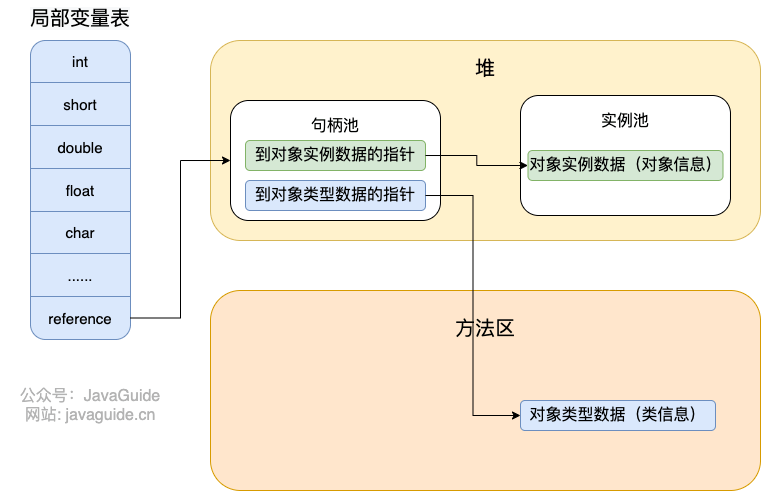 局部变量表
int
short
double
float
char
......
reference
堆
句柄池
到对象实例数据的指针
到对象类型数据的指针
实例池
对象实例数据（对象信息）
方法区
对象类型数据（类信息）
公众号：JavaGuide
网站: javaguide.cn